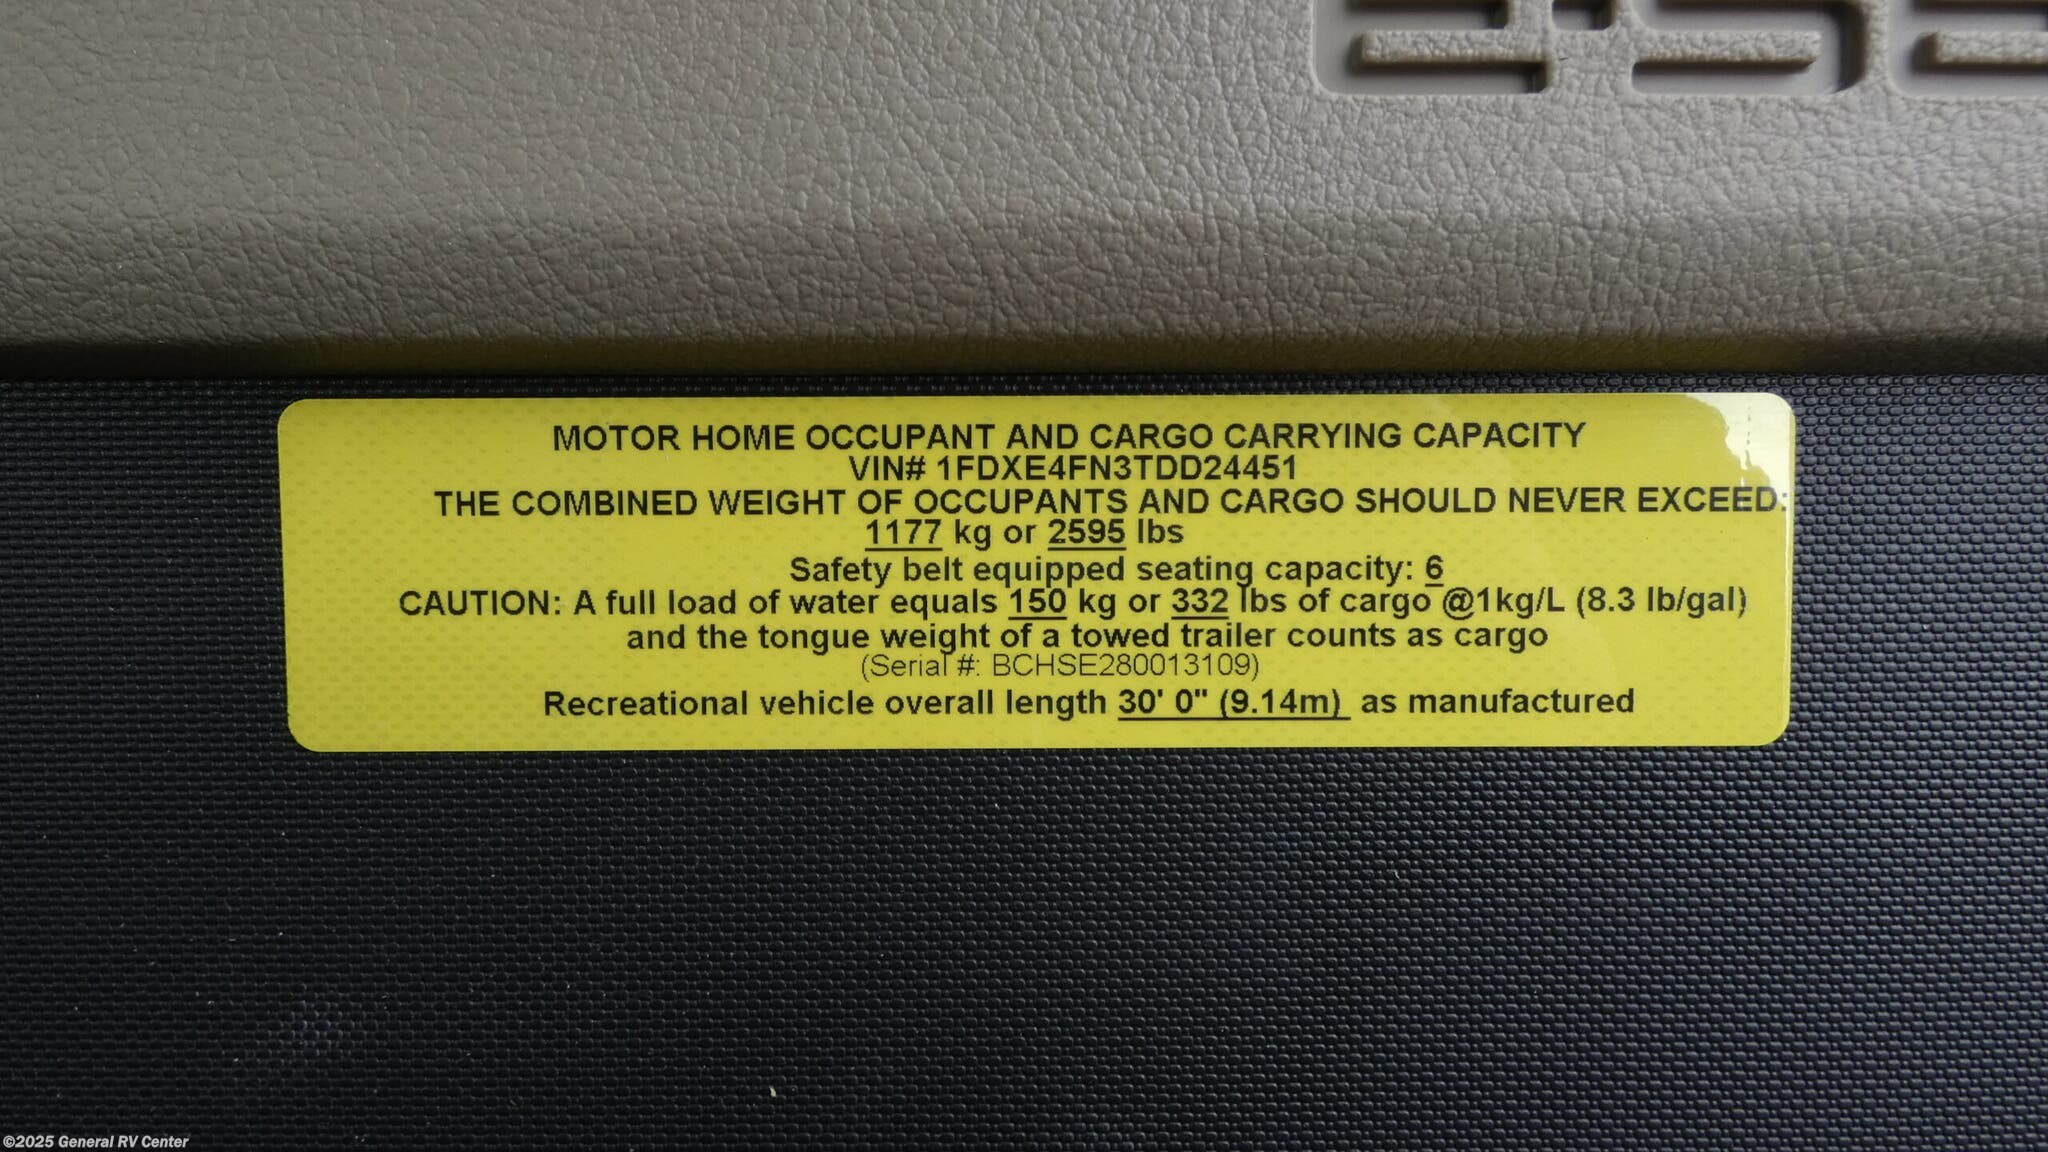 MOTOR HOME OCCUPANT AND CARGO CARRYING CAPACITY
VIN# 1FDXE4FN3TDD24451
THE COMBINED WEIGHT OF OCCUPANTS AND CARGO SHOULD NEVER EXCEED:
1177 kg or 2595 lbs
Safety belt equipped seating capacity: 6
CAUTION: A full load of water equals 150 kg or 332 lbs of cargo @1kg/L (8.3 lb/gal)
and the tongue weight of a towed trailer counts as cargo
(Serial #: BCHSE280013109)
Recreational vehicle overall length 30' 0" (9.14m) as manufactured
©2025 General RV Center